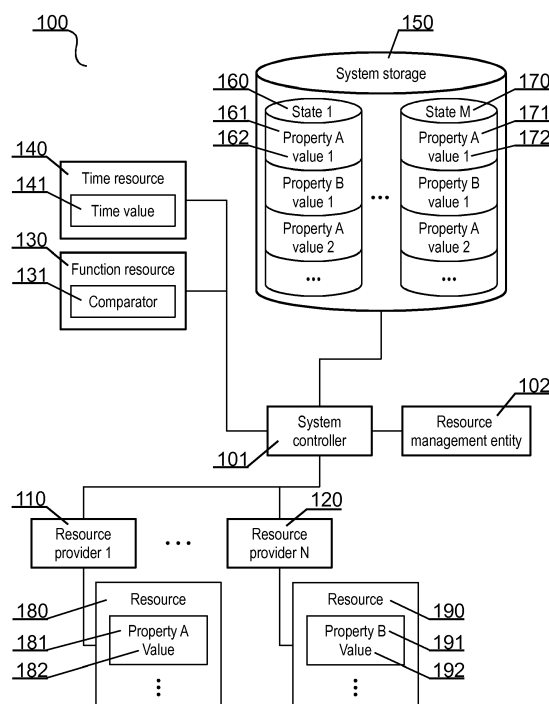 100
150
System storage
160
State 1
170
State M
161
Property A
162
value 1
Property A
171
value 1
172
140
Time resource
141
Time value
Property B
value 1
...
Property B
value 1
130
Function resource
131
Comparator
Property A
value 2
Property A
value 2
...
...
102
System
controller
101
Resource
management entity
110
Resource
provider 1
...
120
Resource
provider N
180
Resource
181
Property A
182
Value
...
Resource
190
Property B
191
Value
192
...